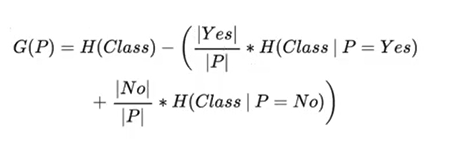 G(P) = H(Class) − ( |Yes| / |P| * H(Class | P = Yes)
+ |No| / |P| * H(Class | P = No) )